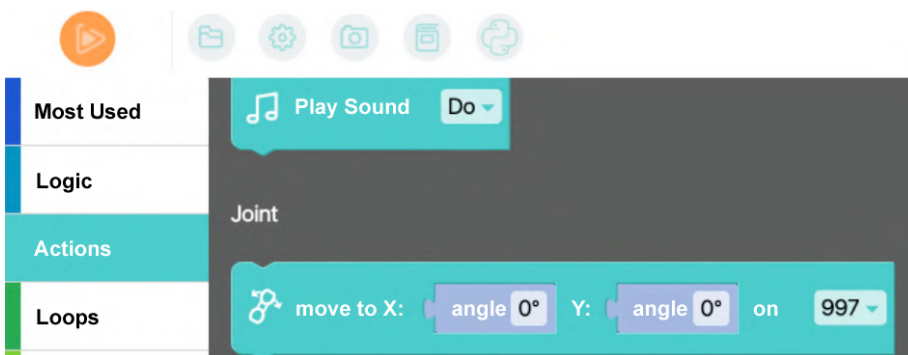 Most Used
Logic
Actions
Loops
Play Sound Do
Joint
move to X: angle 0° Y: angle 0° on 997